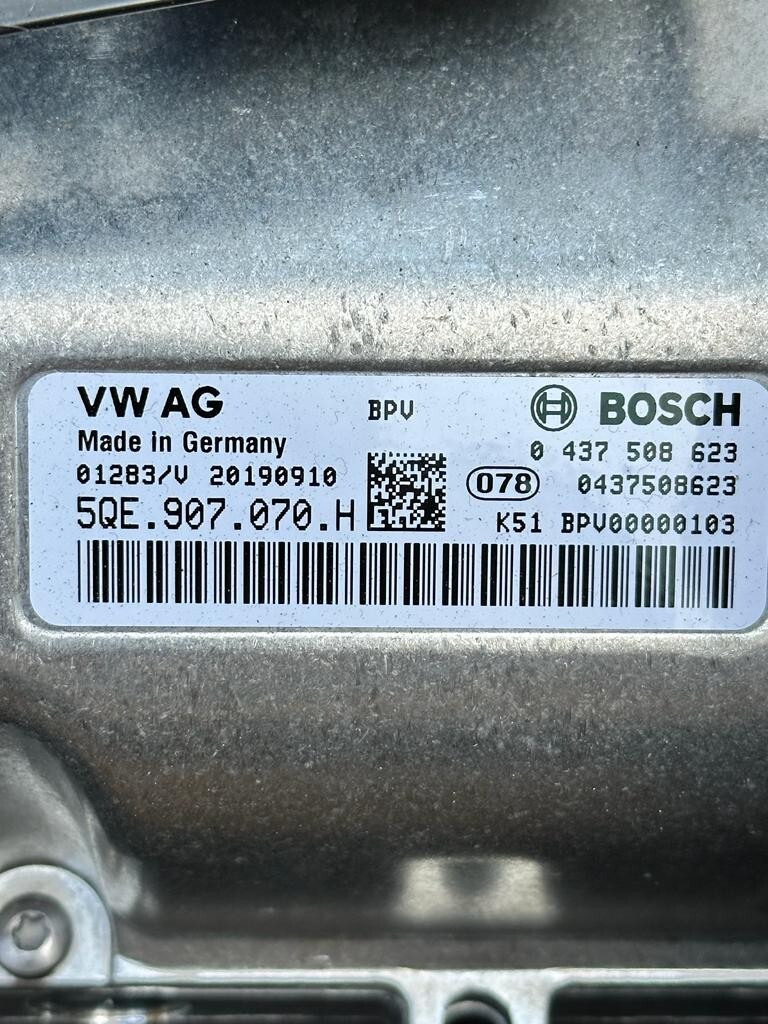 VW AG
BPV
BOSCH
Made in Germany
0 437 508 623
01283/V 20190910
078
0437508623
5QE.907.070.H
K51 BPV00000103